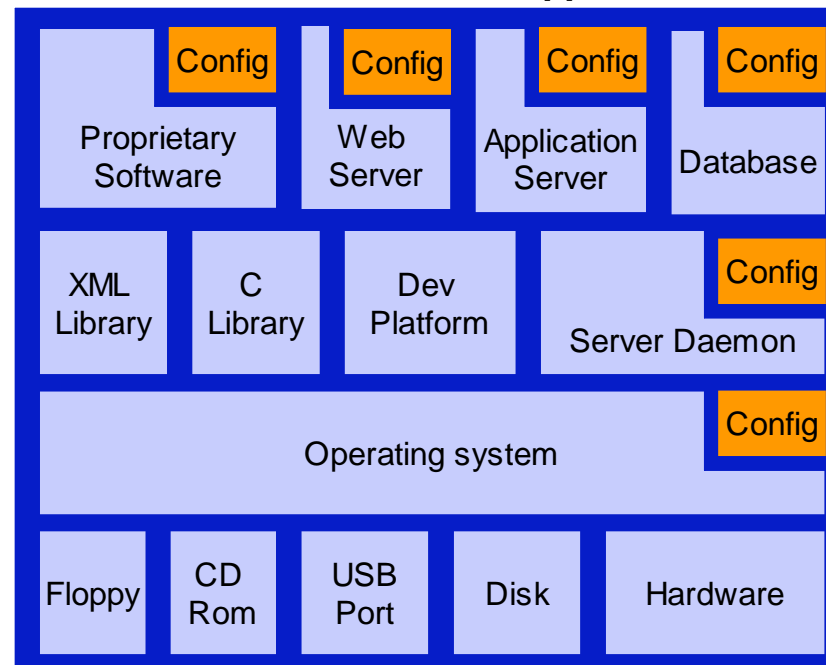 Config
Config
Config
Config
Proprietary
Software
Web
Server
Application
Server
Database
XML
Library
C
Library
Dev
Platform
Config
Server Daemon
Config
Operating system
Floppy
CD
Rom
USB
Port
Disk
Hardware